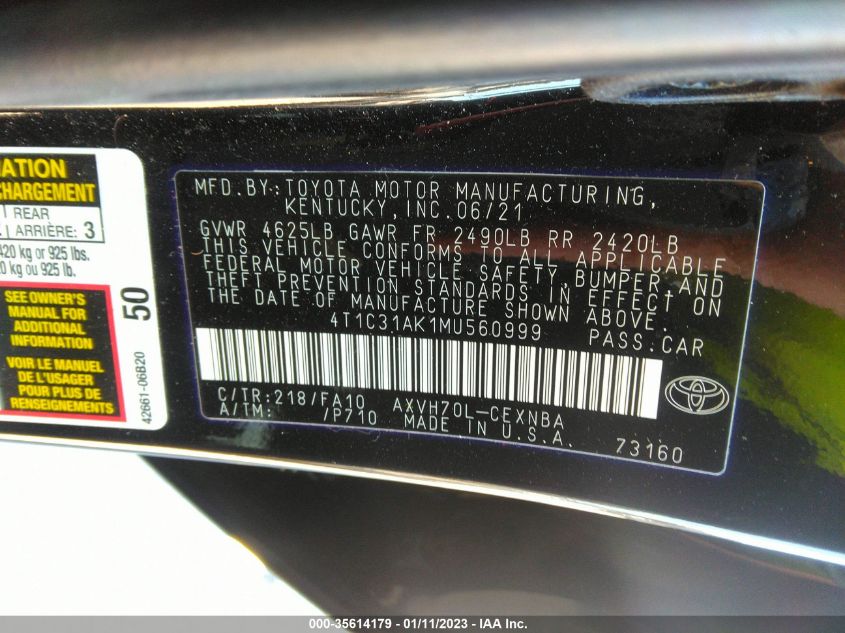 MATION
CHARGEMENT
REAR
ARRIÈRE: 3
420 kg or 925 lbs.
0 kg ou 925 lb.
SEE OWNER'S
MANUAL FOR
ADDITIONAL
INFORMATION
VOIR LE MANUEL
DE L'USAGER
POUR PLUS DE
RENSEIGNEMENTS
50
42661-06B20
MFD. BY: TOYOTA MOTOR MANUFACTURING,
KENTUCKY, INC. 06/21
GVWR 4625LB GAWR FR 2490LB RR 2420LB
THIS VEHICLE CONFORMS TO ALL APPLICABLE
FEDERAL MOTOR VEHICLE SAFETY, BUMPER, AND
THEFT PREVENTION STANDARDS IN EFFECT ON
THE DATE OF MANUFACTURE SHOWN ABOVE.
4T1C31AK1MU560999 PASS. CAR
C/TR: 218/FA10 AXVH70L-CEXNBA
A/TM: /P710 MADE IN U.S.A. 73160
000-35614179 - 01/11/2023 - IAA Inc.